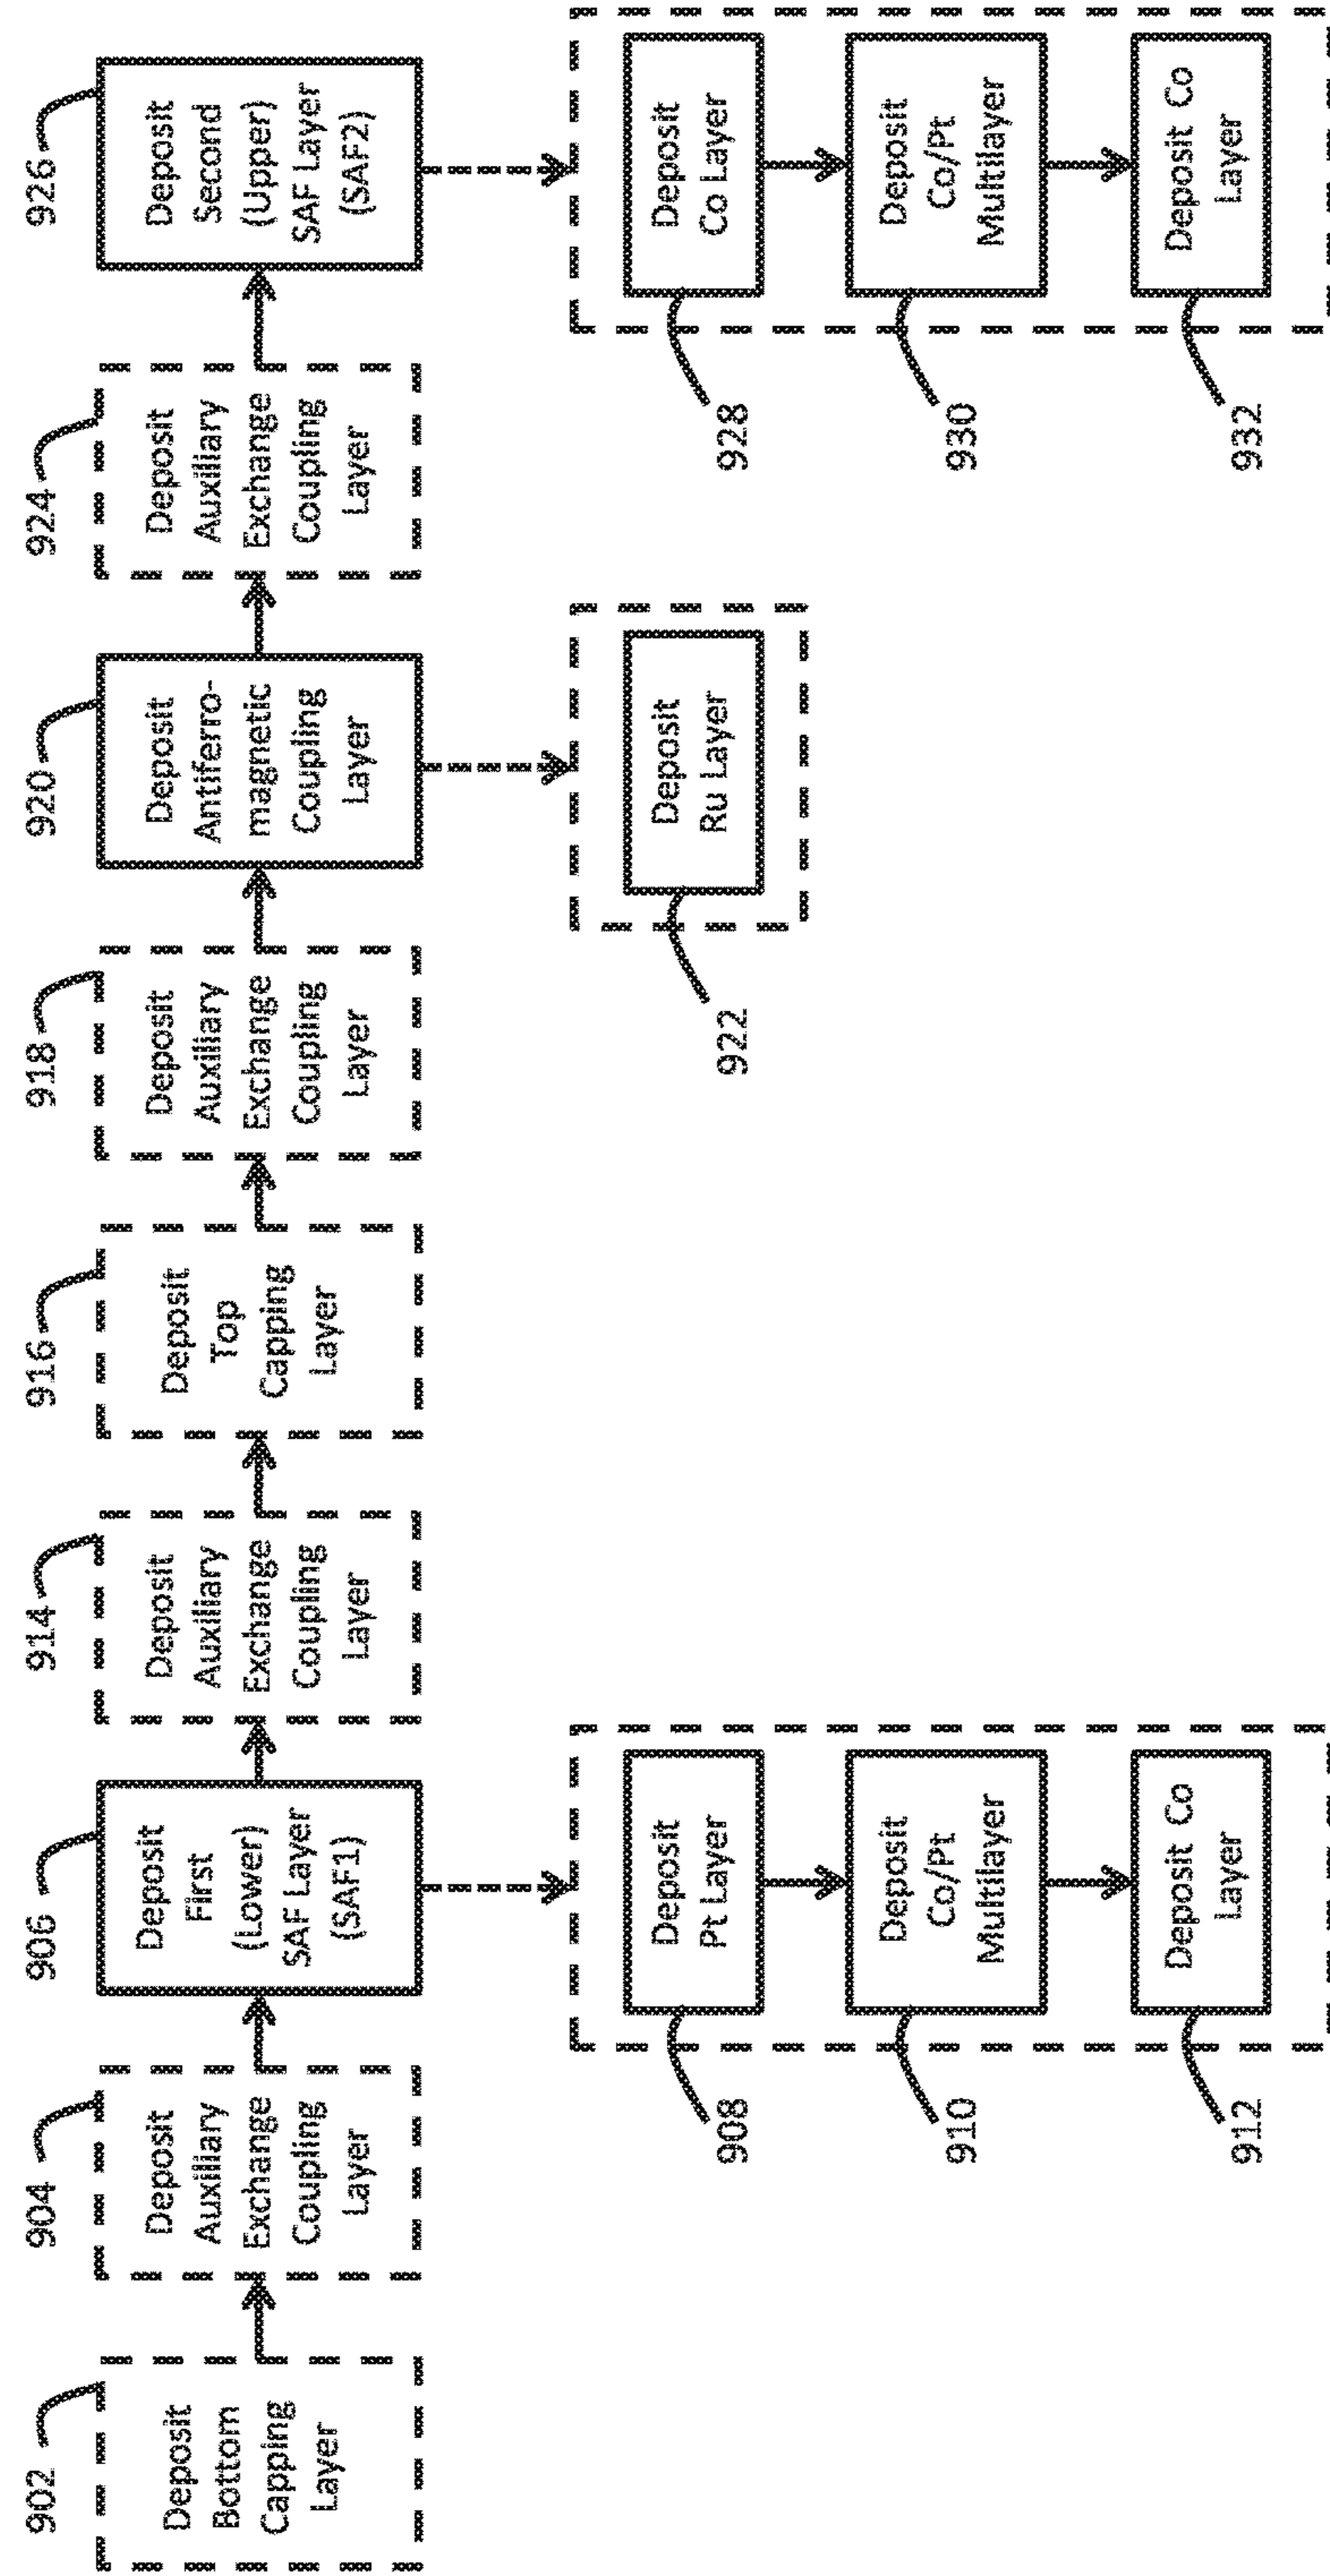 902
Deposit
Bottom
Capping
Layer
904
Deposit
Auxiliary
Exchange
Coupling
Layer
906
Deposit
First
(Lower)
SAF Layer
(SAF1)
908
Deposit
Pt Layer
910
Deposit
Co/Pt
Multilayer
912
Deposit Co
Layer
914
Deposit
Auxiliary
Exchange
Coupling
Layer
916
Deposit
Top
Capping
Layer
918
Deposit
Auxiliary
Exchange
Coupling
Layer
920
Deposit
Antiferro-
magnetic
Coupling
Layer
922
Deposit
Ru Layer
924
Deposit
Auxiliary
Exchange
Coupling
Layer
926
Deposit
Second
(Upper)
SAF Layer
(SAF2)
928
Deposit
Co Layer
930
Deposit
Co/Pt
Multilayer
932
Deposit Co
Layer